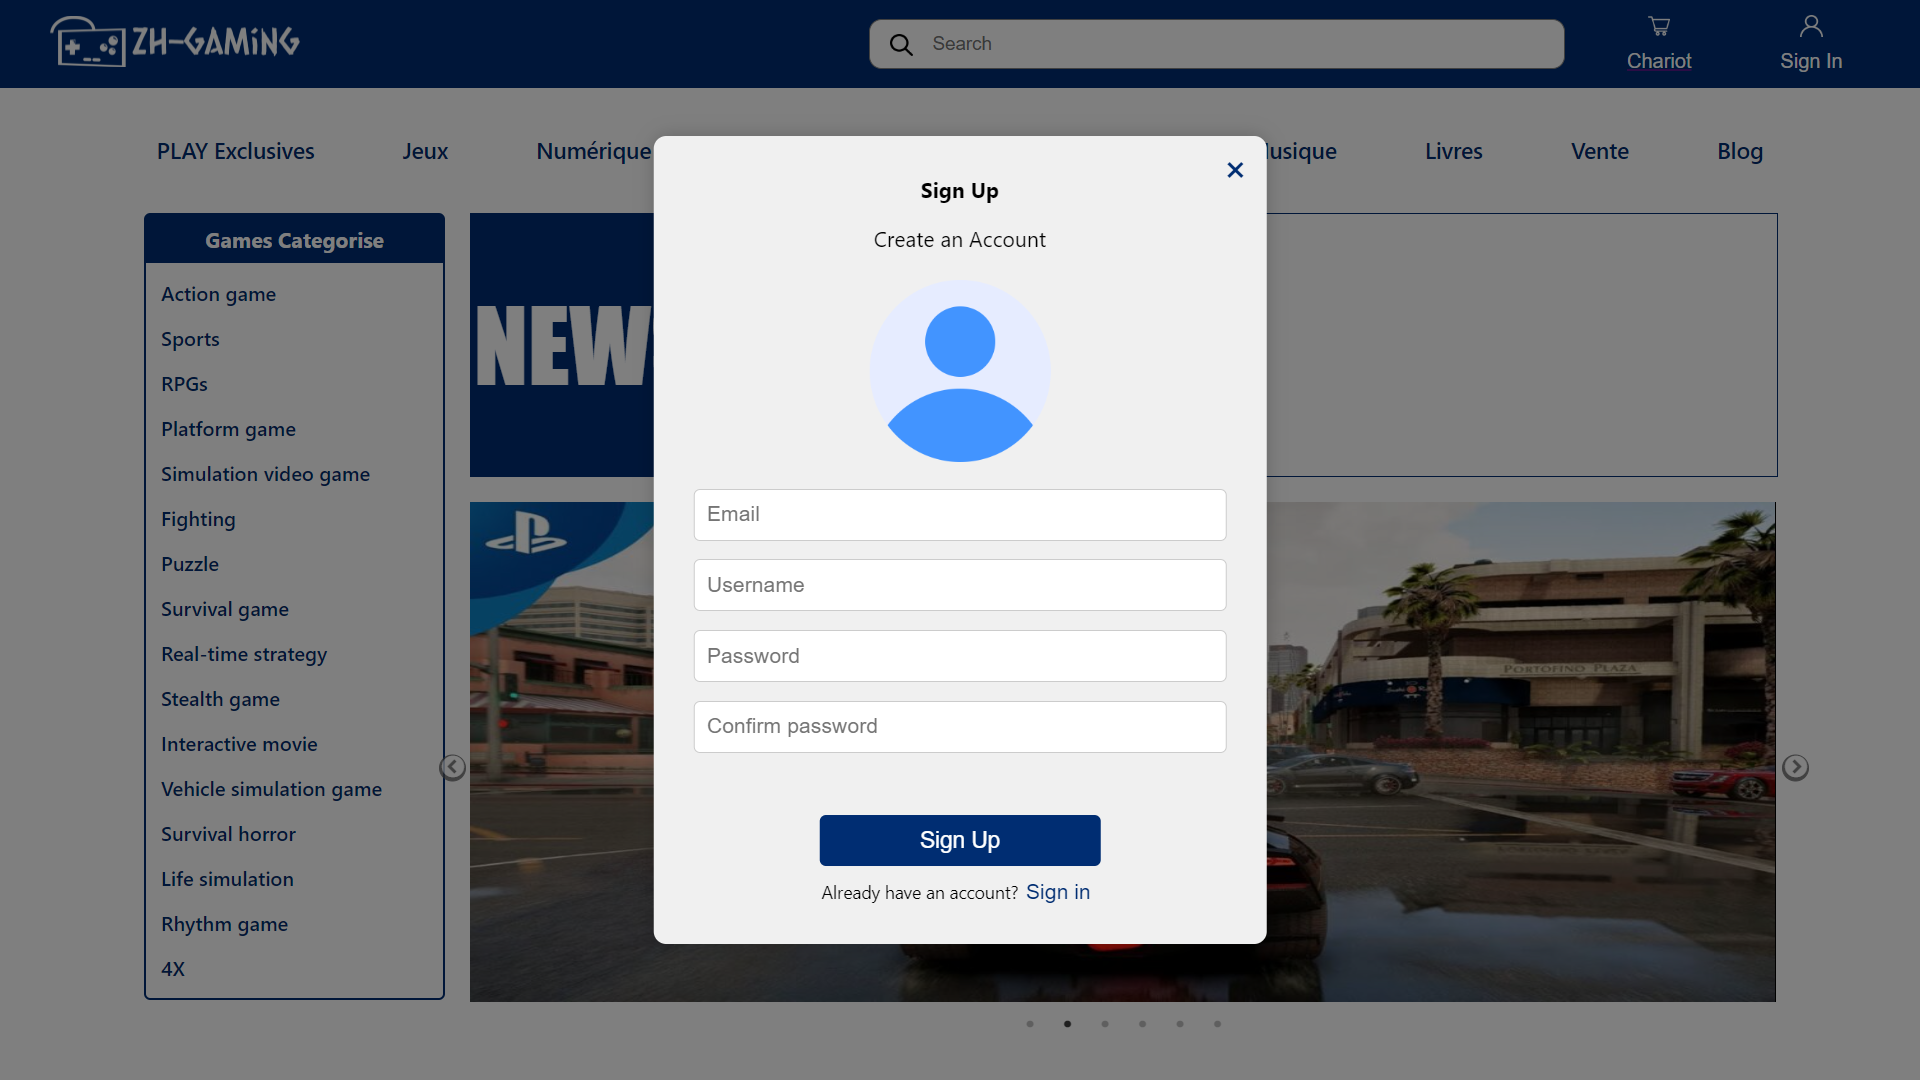 ZH-GAMING
Search
Chariot
Sign In
PLAY Exclusives
Jeux
Numérique
usique
Livres
Vente
Blog
Games Categorise
Action game
Sports
RPGs
Platform game
Simulation video game
Fighting
Puzzle
Survival game
Real-time strategy
Stealth game
Interactive movie
Vehicle simulation game
Survival horror
Life simulation
Rhythm game
4X
NEW
PORTOFINO PLAZA
Sign Up
Create an Account
Email
Username
Password
Confirm password
Sign Up
Already have an account? Sign in